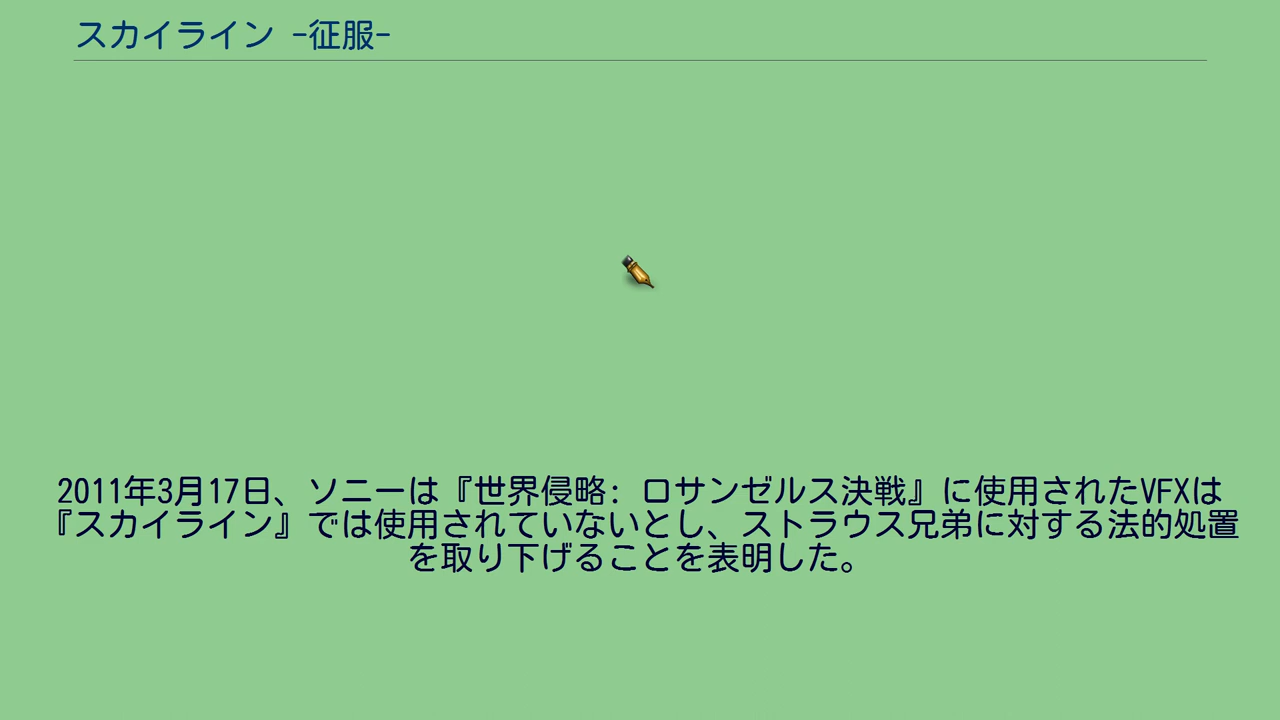 スカイライン -征服-
2011年3月17日、ソニーは『世界侵略: ロサンゼルス決戦』に使用されたVFXは
『スカイライン』では使用されていないとし、ストラウス兄弟に対する法的処置
を取り下げることを表明した。